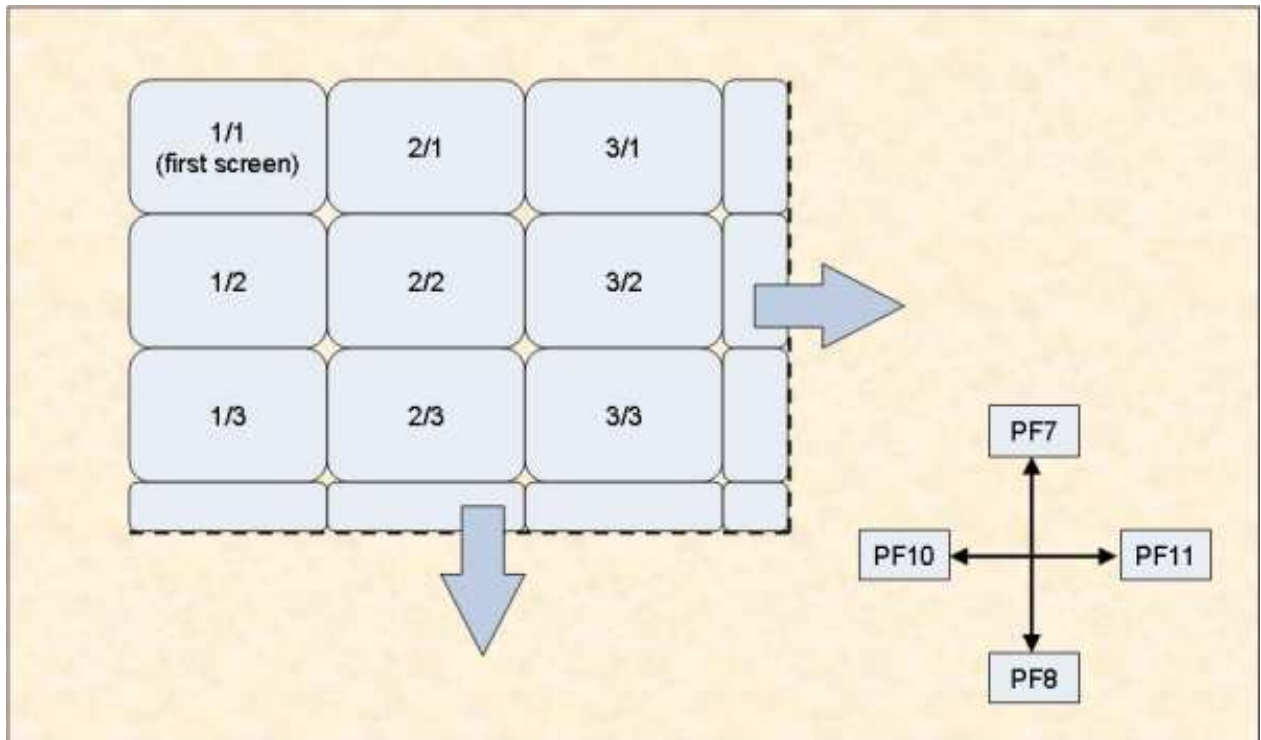 1/1
(first screen)
2/1
3/1
1/2
2/2
3/2
1/3
2/3
3/3
PF7
PF10
PF11
PF8